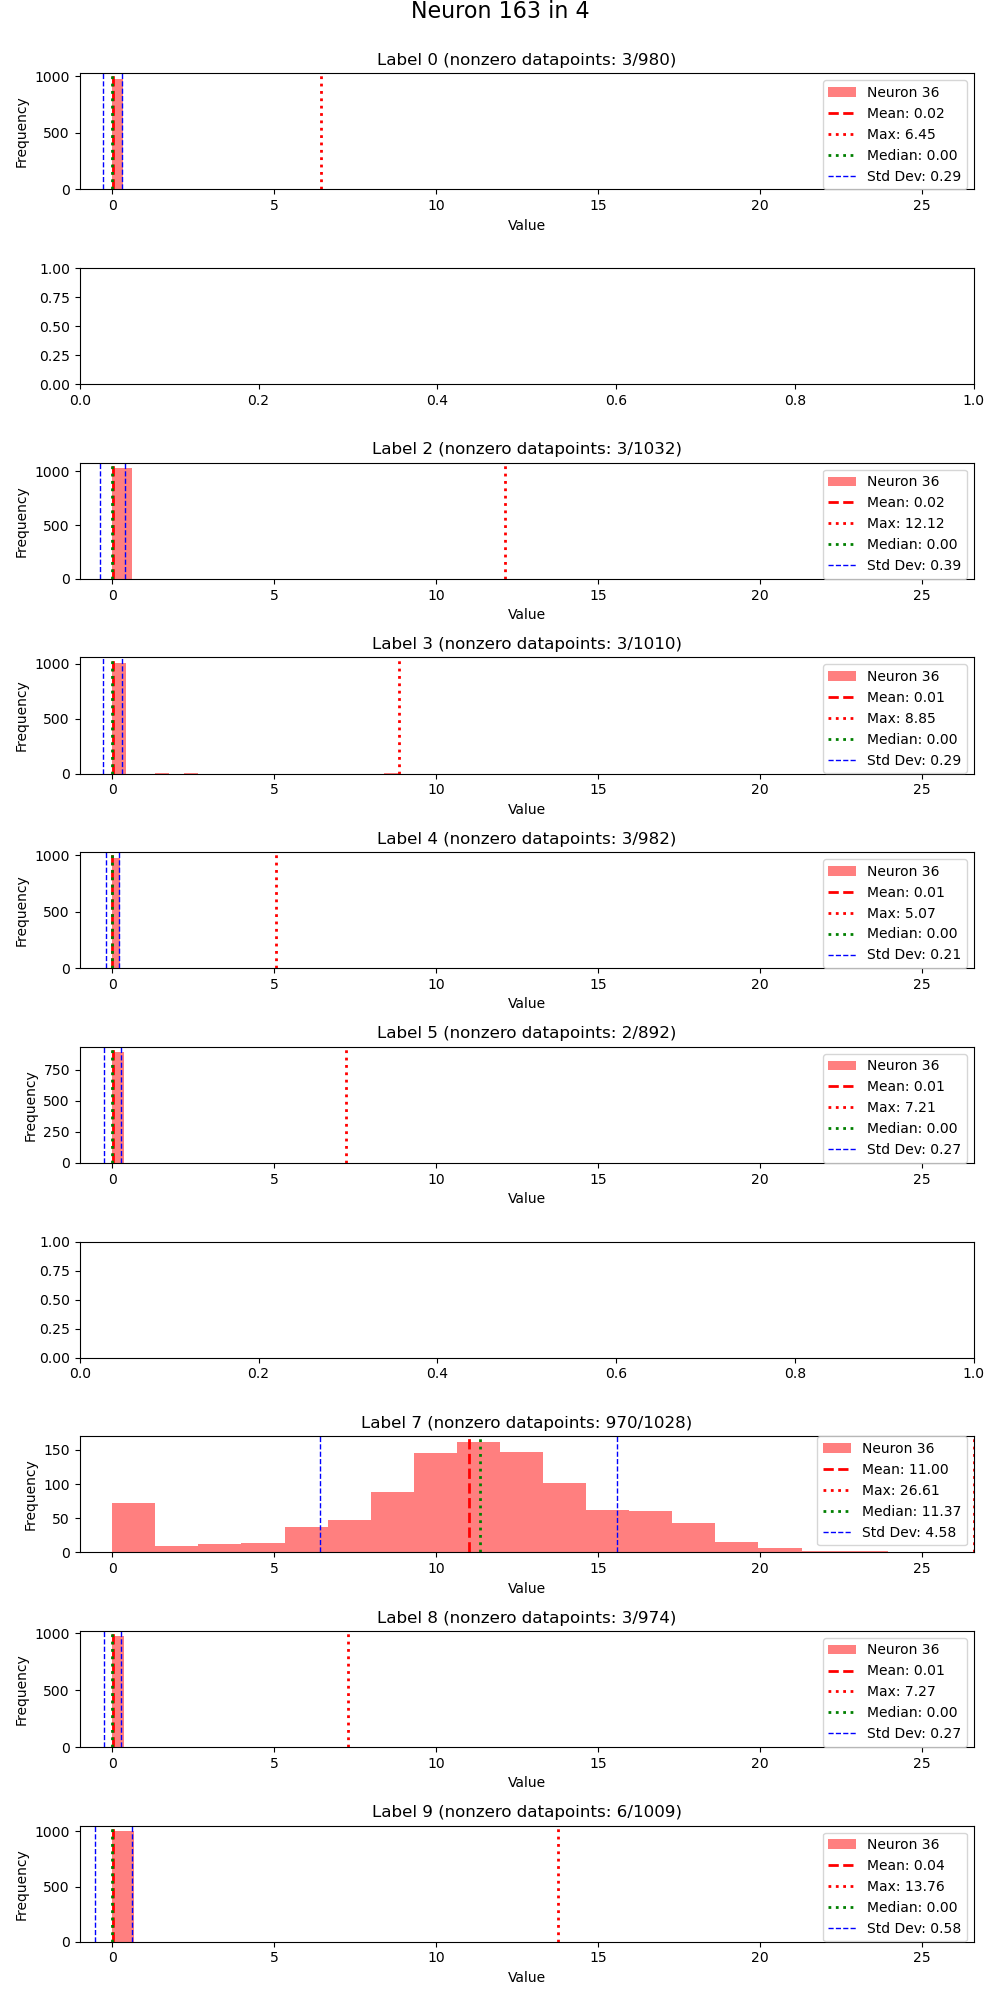 Neuron 163 in 4
Label 0 (nonzero datapoints: 3/980)
1000
500
0
Frequency
Neuron 36
Mean: 0.02
Max: 6.45
Median: 0.00
Std Dev: 0.29
0 5 10 15 20 25
Value
1.00
0.75
0.50
0.25
0.00
0.0 0.2 0.4 0.6 0.8 1.0
Label 2 (nonzero datapoints: 3/1032)
1000
500
0
Frequency
Neuron 36
Mean: 0.02
Max: 12.12
Median: 0.00
Std Dev: 0.39
0 5 10 15 20 25
Value
Label 3 (nonzero datapoints: 3/1010)
1000
500
0
Frequency
Neuron 36
Mean: 0.01
Max: 8.85
Median: 0.00
Std Dev: 0.29
0 5 10 15 20 25
Value
Label 4 (nonzero datapoints: 3/982)
1000
500
0
Frequency
Neuron 36
Mean: 0.01
Max: 5.07
Median: 0.00
Std Dev: 0.21
0 5 10 15 20 25
Value
Label 5 (nonzero datapoints: 2/892)
750
500
250
0
Frequency
Neuron 36
Mean: 0.01
Max: 7.21
Median: 0.00
Std Dev: 0.27
0 5 10 15 20 25
Value
1.00
0.75
0.50
0.25
0.00
0.0 0.2 0.4 0.6 0.8 1.0
Label 7 (nonzero datapoints: 970/1028)
150
100
50
0
Frequency
Neuron 36
Mean: 11.00
Max: 26.61
Median: 11.37
Std Dev: 4.58
0 5 10 15 20 25
Value
Label 8 (nonzero datapoints: 3/974)
1000
500
0
Frequency
Neuron 36
Mean: 0.01
Max: 7.27
Median: 0.00
Std Dev: 0.27
0 5 10 15 20 25
Value
Label 9 (nonzero datapoints: 6/1009)
1000
500
0
Frequency
Neuron 36
Mean: 0.04
Max: 13.76
Median: 0.00
Std Dev: 0.58
0 5 10 15 20 25
Value